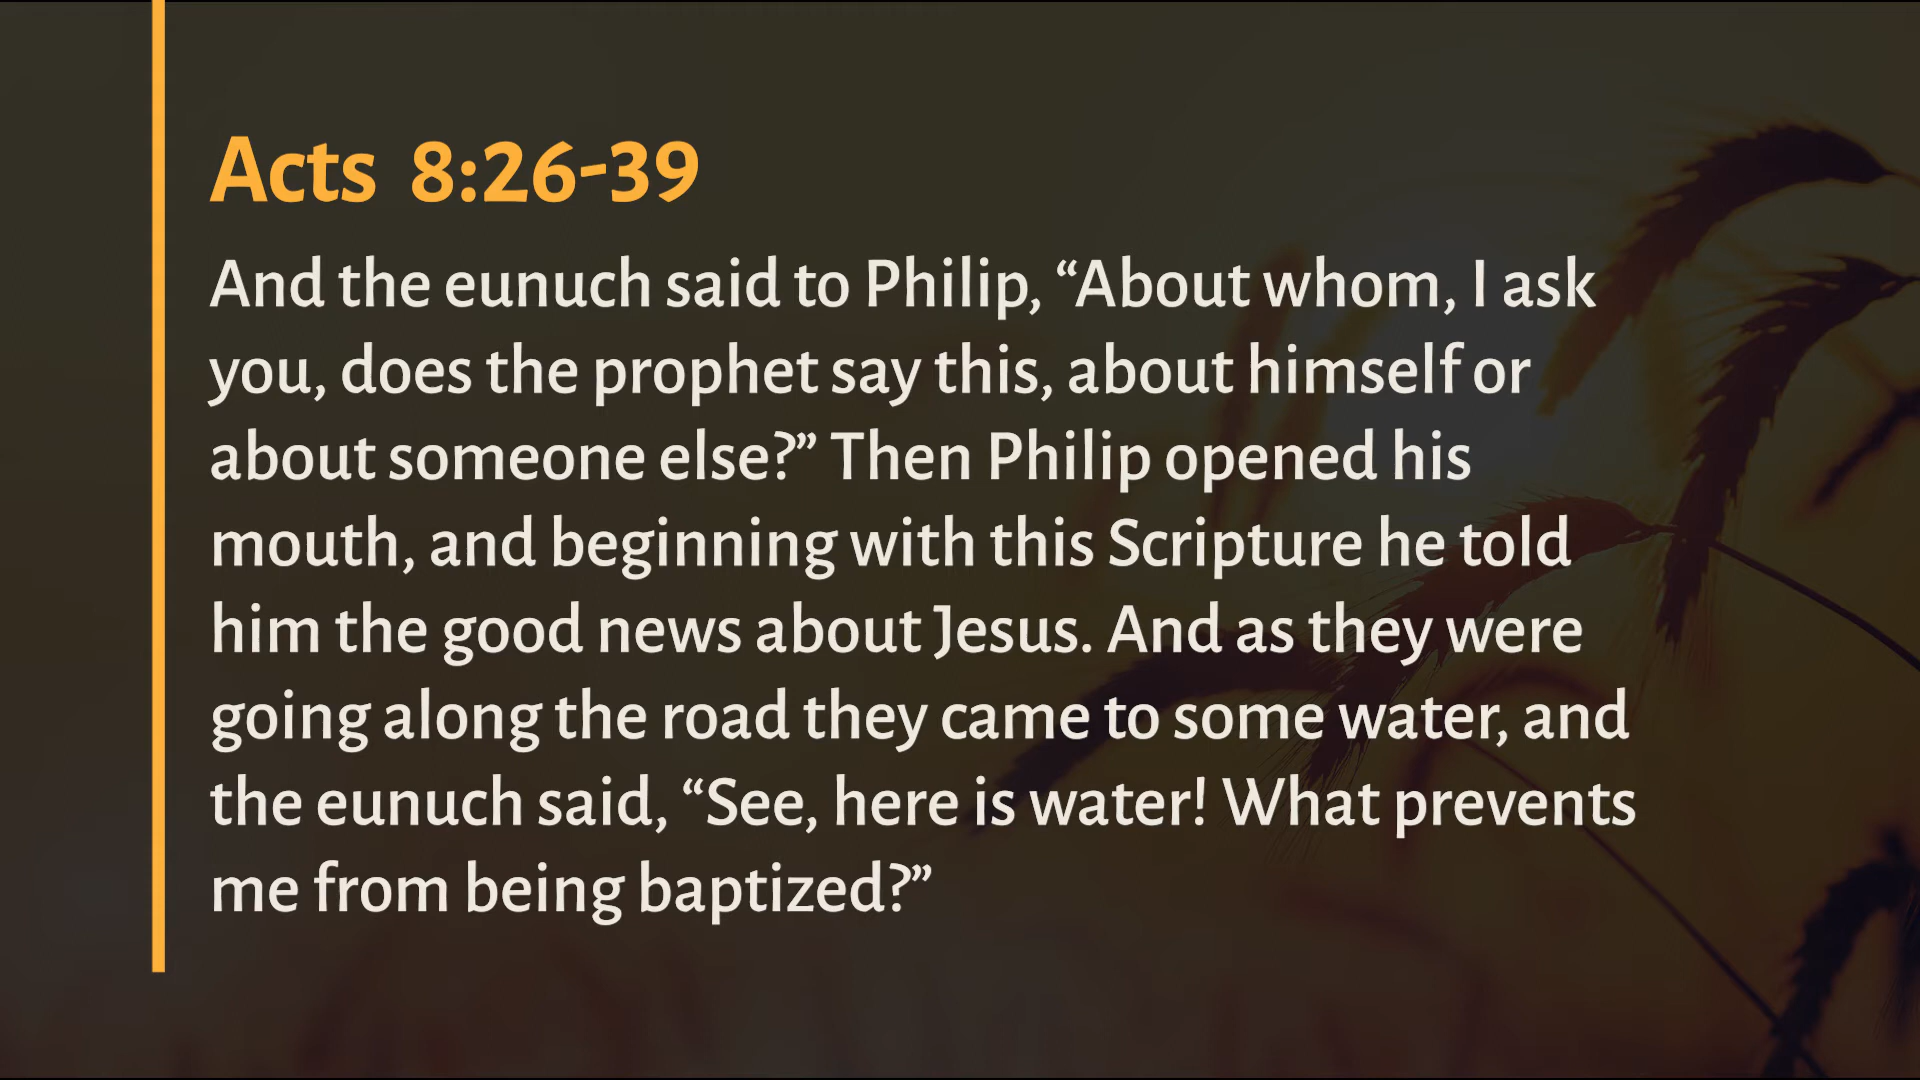 Acts 8:26-39
And the eunuch said to Philip, “About whom, I ask
you, does the prophet say this, about himself or
about someone else?” Then Philip opened his
mouth, and beginning with this Scripture he told
him the good news about Jesus. And as they were
going along the road they came to some water, and
the eunuch said, “See, here is water! What prevents
me from being baptized?”